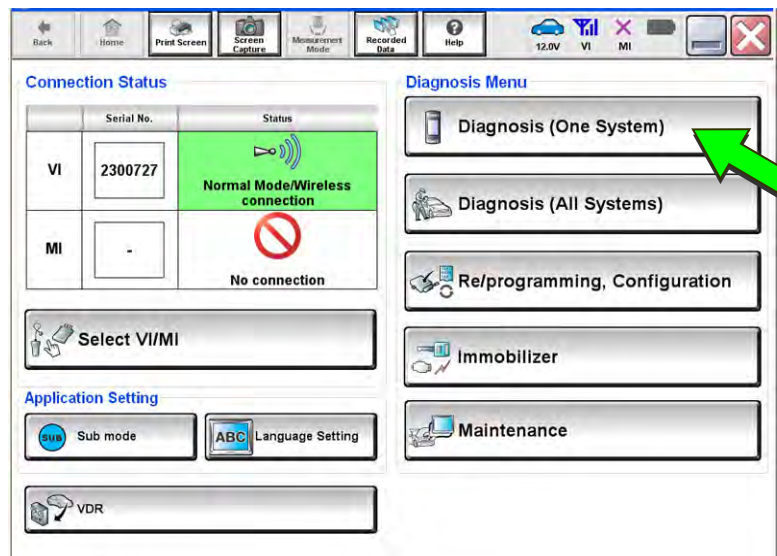 Back
Home
Print Screen
Screen
Capture
Measurement
Mode
Recorded
Data
Help
12.0V
VI
MI
Connection Status
Serial No.
Status
VI
2300727
Normal Mode/Wireless
connection
MI
-
No connection
Select VI/MI
Application Setting
SUB
Sub mode
ABC
Language Setting
VDR
Diagnosis Menu
Diagnosis (One System)
Diagnosis (All Systems)
Re/programming, Configuration
Immobilizer
Maintenance